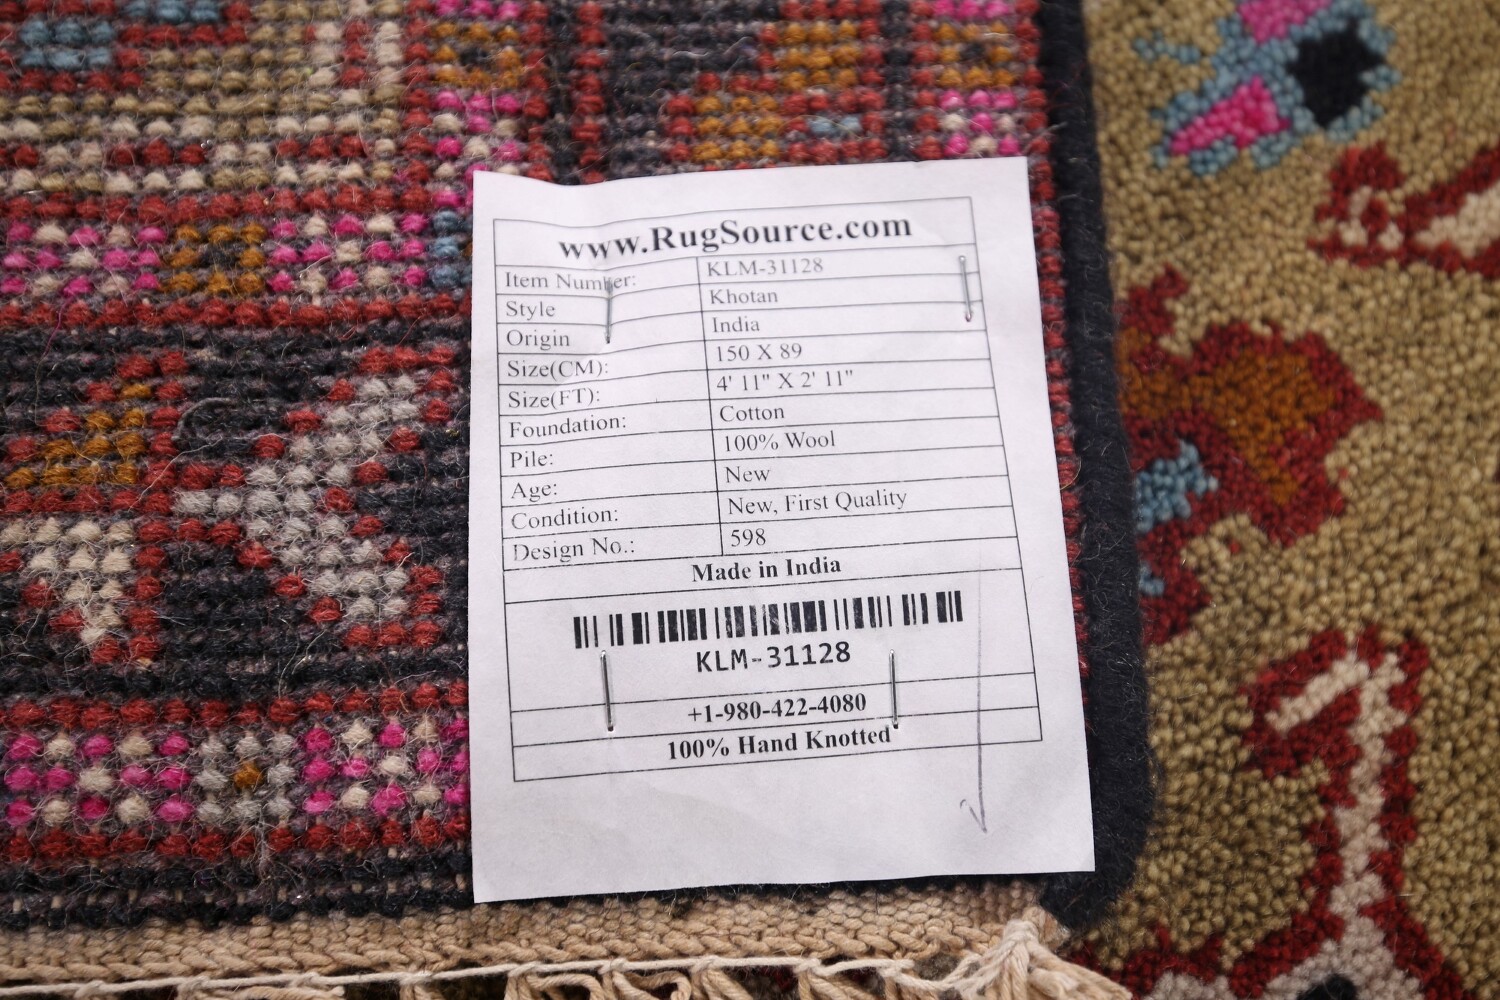 www.RugSource.com
Item Number: KLM-31128
Style Khotan
Origin India
Size(CM): 150 X 89
Size(FT): 4' 11" X 2' 11"
Foundation: Cotton
Pile: 100% Wool
Age: New
Condition: New, First Quality
Design No.: 598
Made in India
KLM-31128
+1-980-422-4080
100% Hand Knotted